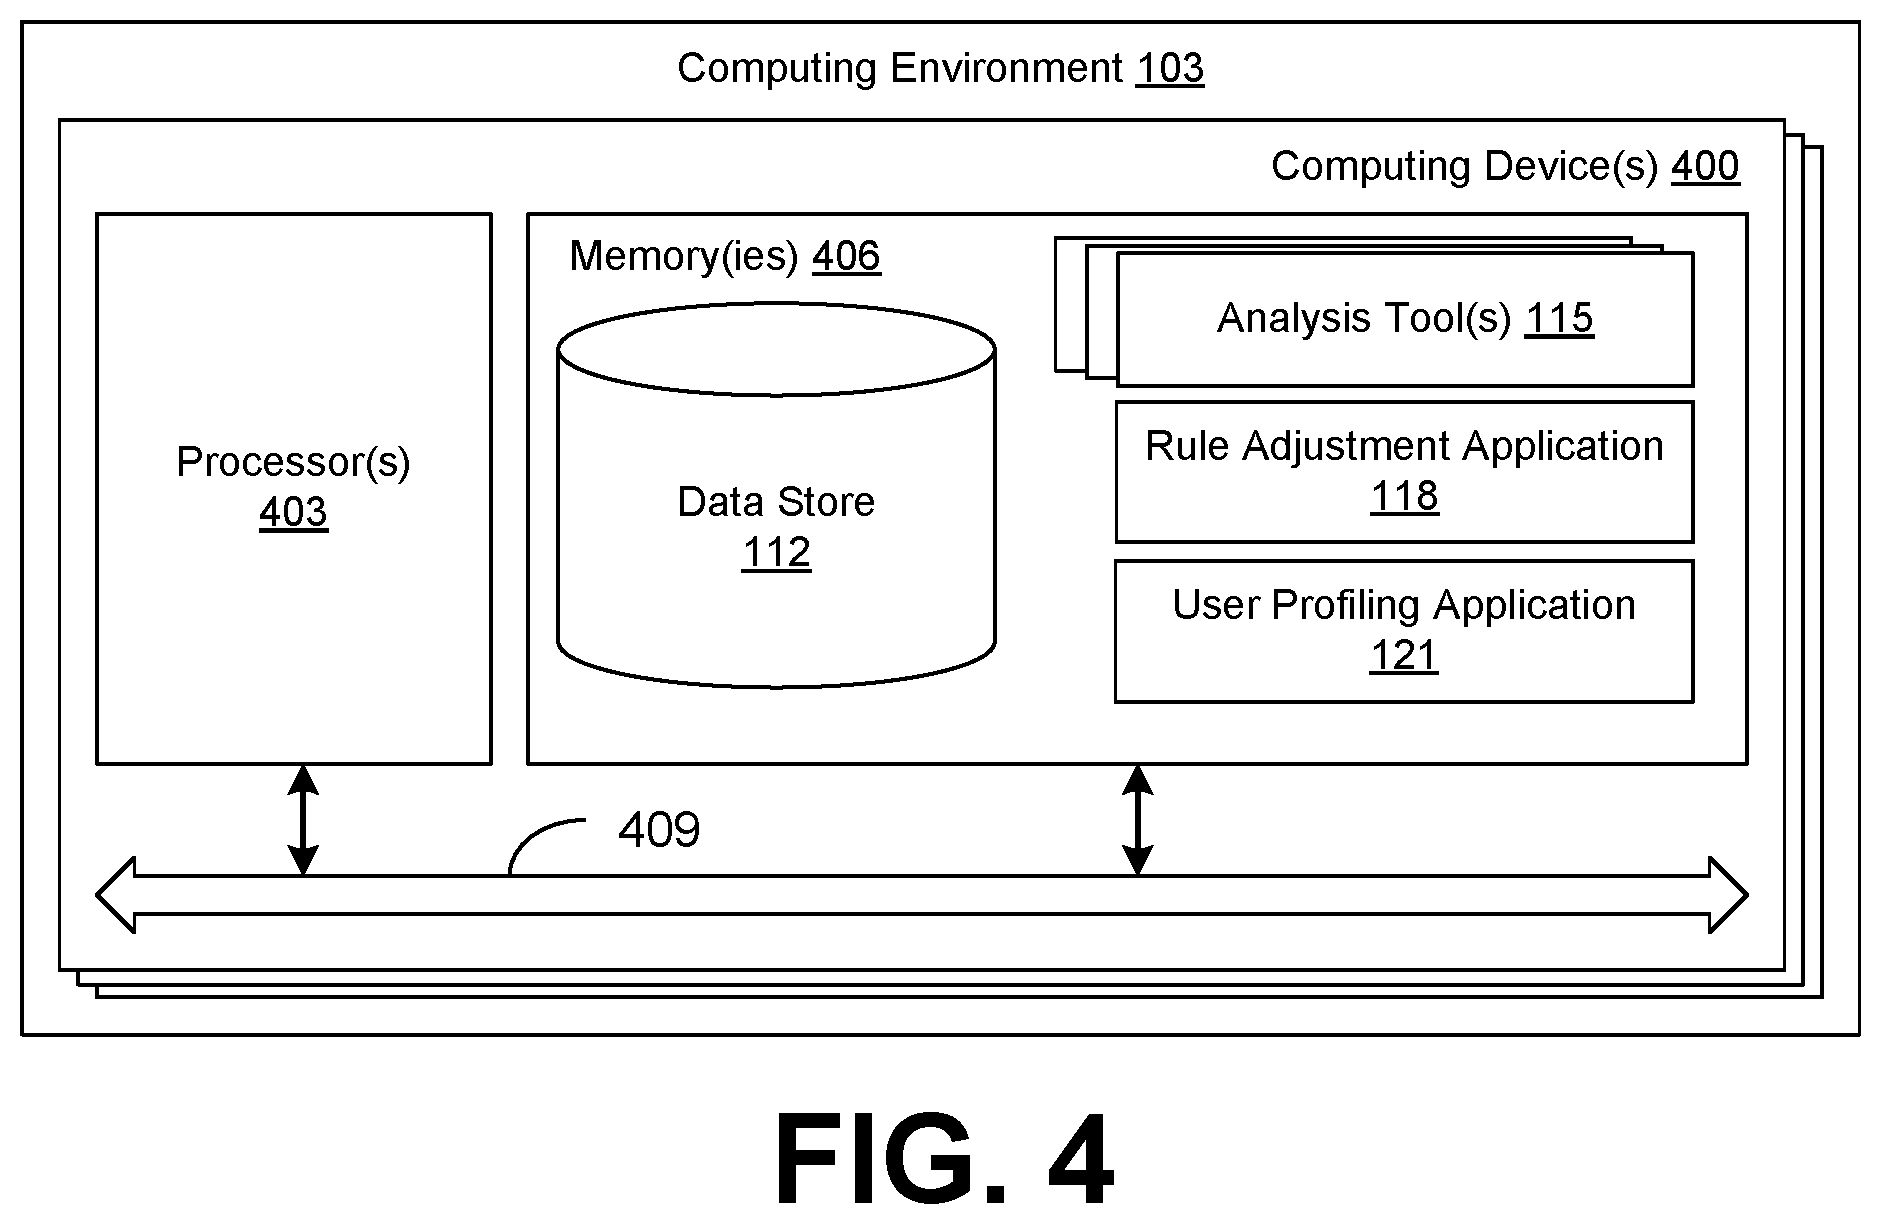 Computing Environment 103
Computing Device(s) 400
Memory(ies) 406
Analysis Tool(s) 115
Rule Adjustment Application
118
Processor(s)
403
Data Store
112
User Profiling Application
121
409
FIG. 4